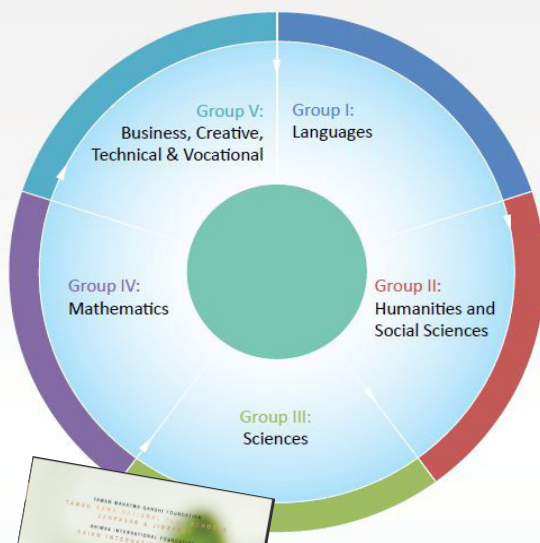 Group V:
Business, Creative,
Technical & Vocational
Group I:
Languages
Group IV:
Mathematics
Group II:
Humanities and
Social Sciences
Group III:
Sciences
TAMAN MAHATMA GANDHI FOUNDATION